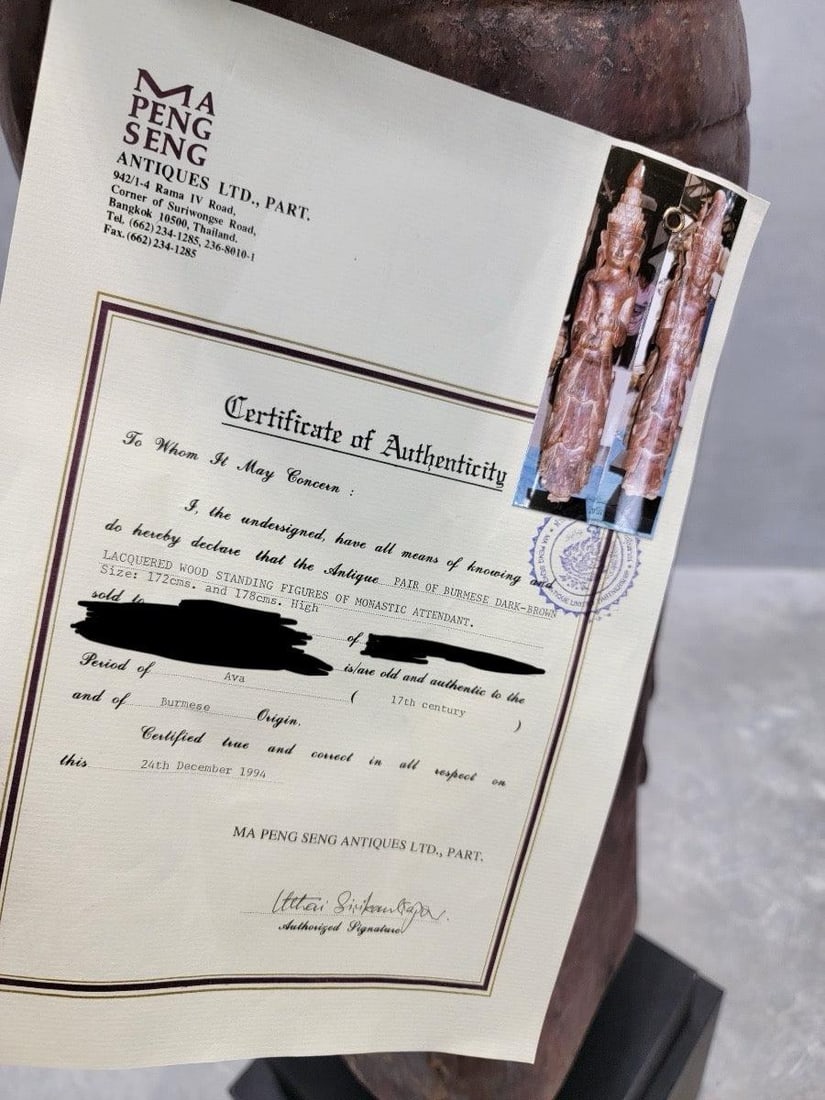 MA
PENG
SENG
ANTIQUES LTD., PART.
942/1-4 Rama IV Road,
Corner of Suriwongse Road,
Bangkok 10500, Thailand.
Tel. (662) 234-1285, 236-8010-1
Fax. (662) 234-1285
Certificate of Authenticity
To Whom It May Concern :
I, the undersigned, have all means of knowing and
do hereby declare that the Antique PAIR OF BURMESE DARK-BROWN
LACQUERED WOOD STANDING FIGURES OF MONASTIC ATTENDANT.
Size: 172cms. and 178cms. High
sold to
of
is/are old and authentic to the
Period of Ava ( 17th century )
and of Burmese Origin.
Certified true and correct in all respect on
this 24th December 1994
MA PENG SENG ANTIQUES LTD., PART.
Authorized Signature